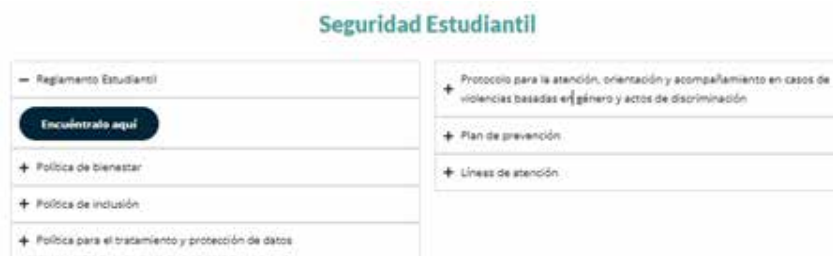 Seguridad Estudiantil
− Reglamento Estudiantil
Encuéntralo aquí
+ Política de bienestar
+ Política de inclusión
+ Política para el tratamiento y protección de datos
+ Protocolo para la atención, orientación y acompañamiento en casos de
violencias basadas en género y actos de discriminación
+ Plan de prevención
+ Líneas de atención